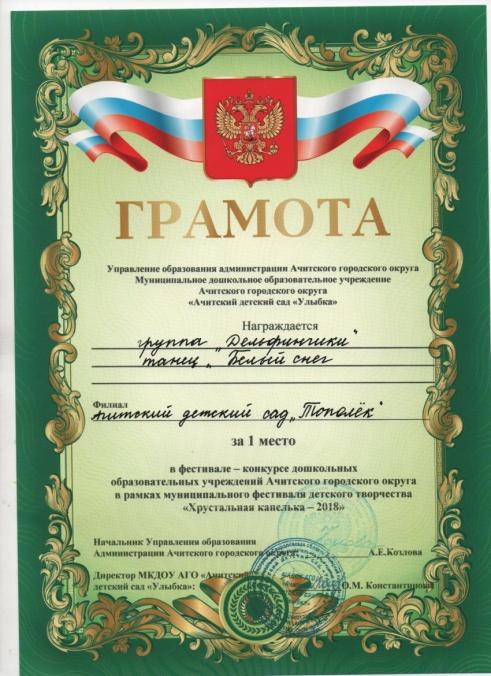 ГРАМОТА
Управление образования администрации Ачитского городского округа
Муниципальное дошкольное образовательное учреждение
Ачитского городского округа
«Ачитский детский сад «Улыбка»
Награждается
группа „Дельфинчики"
танец „Белый снег
Филиал
Ачитский детский сад „Тополёк"
за 1 место
в фестивале – конкурсе дошкольных
образовательных учреждений Ачитского городского округа
в рамках муниципального фестиваля детского творчества
«Хрустальная капелька – 2018»
Начальник Управления образования
Администрации Ачитского городского округа А.Е.Козлова
Директор МКДОУ АГО «Ачитский
детский сад «Улыбка»: О.М. Константинова